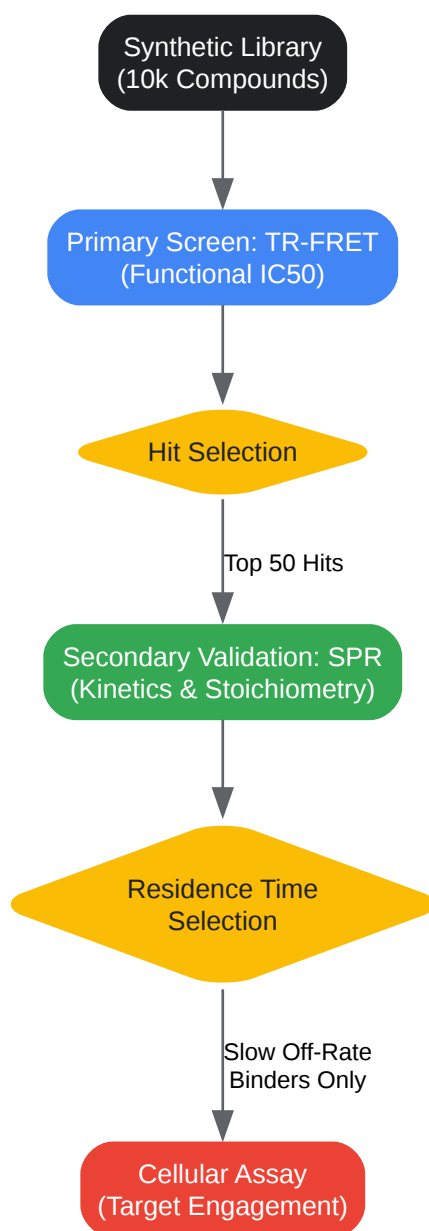 Synthetic Library
(10k Compounds)
Primary Screen: TR-FRET
(Functional IC50)
Hit Selection
Top 50 Hits
Secondary Validation: SPR
(Kinetics & Stoichiometry)
Residence Time
Selection
Slow Off-Rate
Binders Only
Cellular Assay
(Target Engagement)